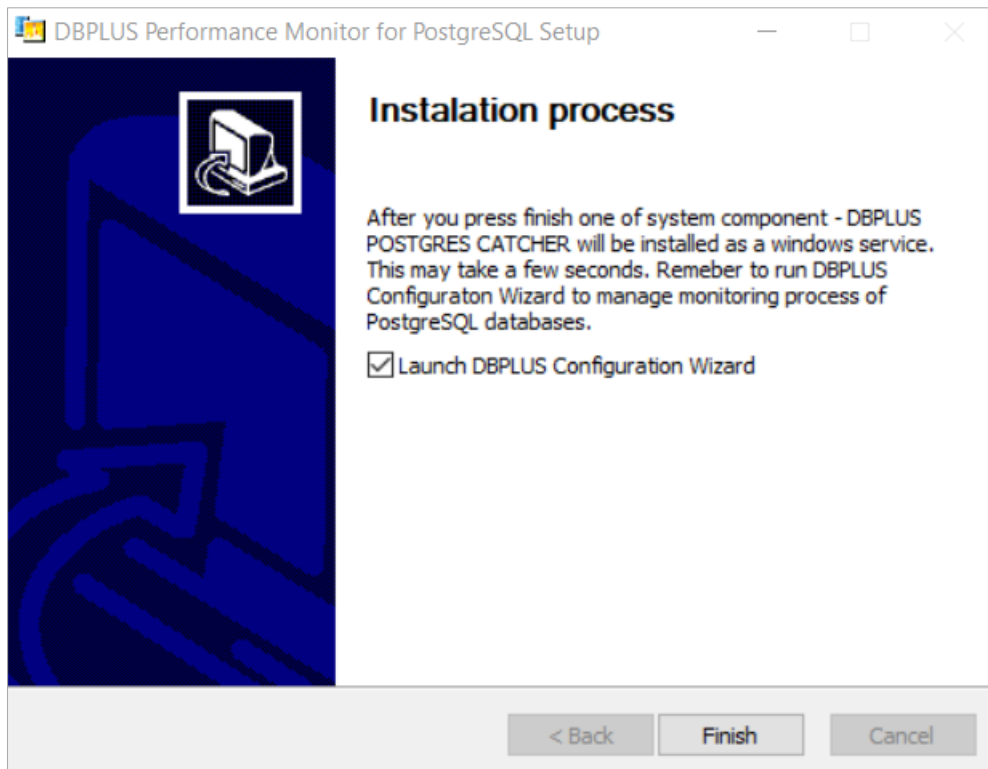 DBPLUS Performance Monitor for PostgreSQL Setup
Instalation process
After you press finish one of system component - DBPLUS
POSTGRES CATCHER will be installed as a windows service.
This may take a few seconds. Remeber to run DBPLUS
Configuraton Wizard to manage monitoring process of
PostgreSQL databases.
Launch DBPLUS Configuration Wizard
< Back
Finish
Cancel